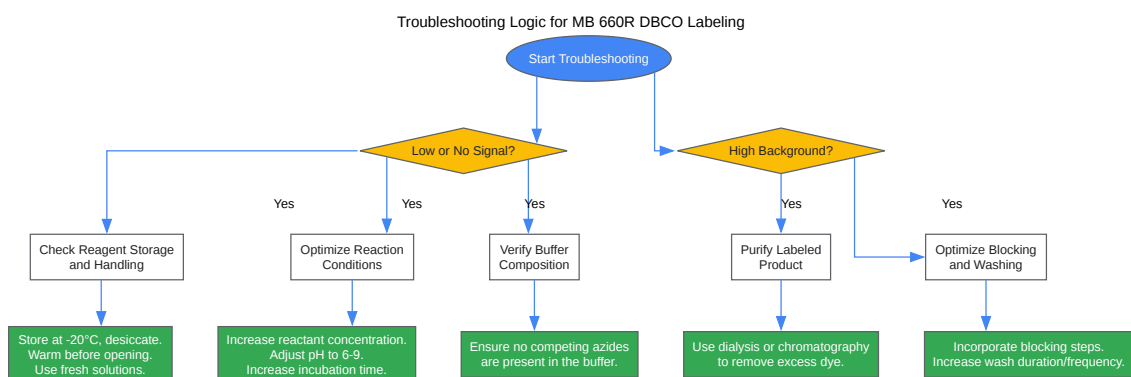 Troubleshooting Logic for MB 660R DBCO Labeling
Start Troubleshooting
Low or No Signal?
High Background?
Yes
Yes
Yes
Yes
Yes
Check Reagent Storage
and Handling
Optimize Reaction
Conditions
Verify Buffer
Composition
Purify Labeled
Product
Optimize Blocking
and Washing
Store at -20°C, desiccate.
Warm before opening.
Use fresh solutions.
Increase reactant concentration.
Adjust pH to 6-9.
Increase incubation time.
Ensure no competing azides
are present in the buffer.
Use dialysis or chromatography
to remove excess dye.
Incorporate blocking steps.
Increase wash duration/frequency.